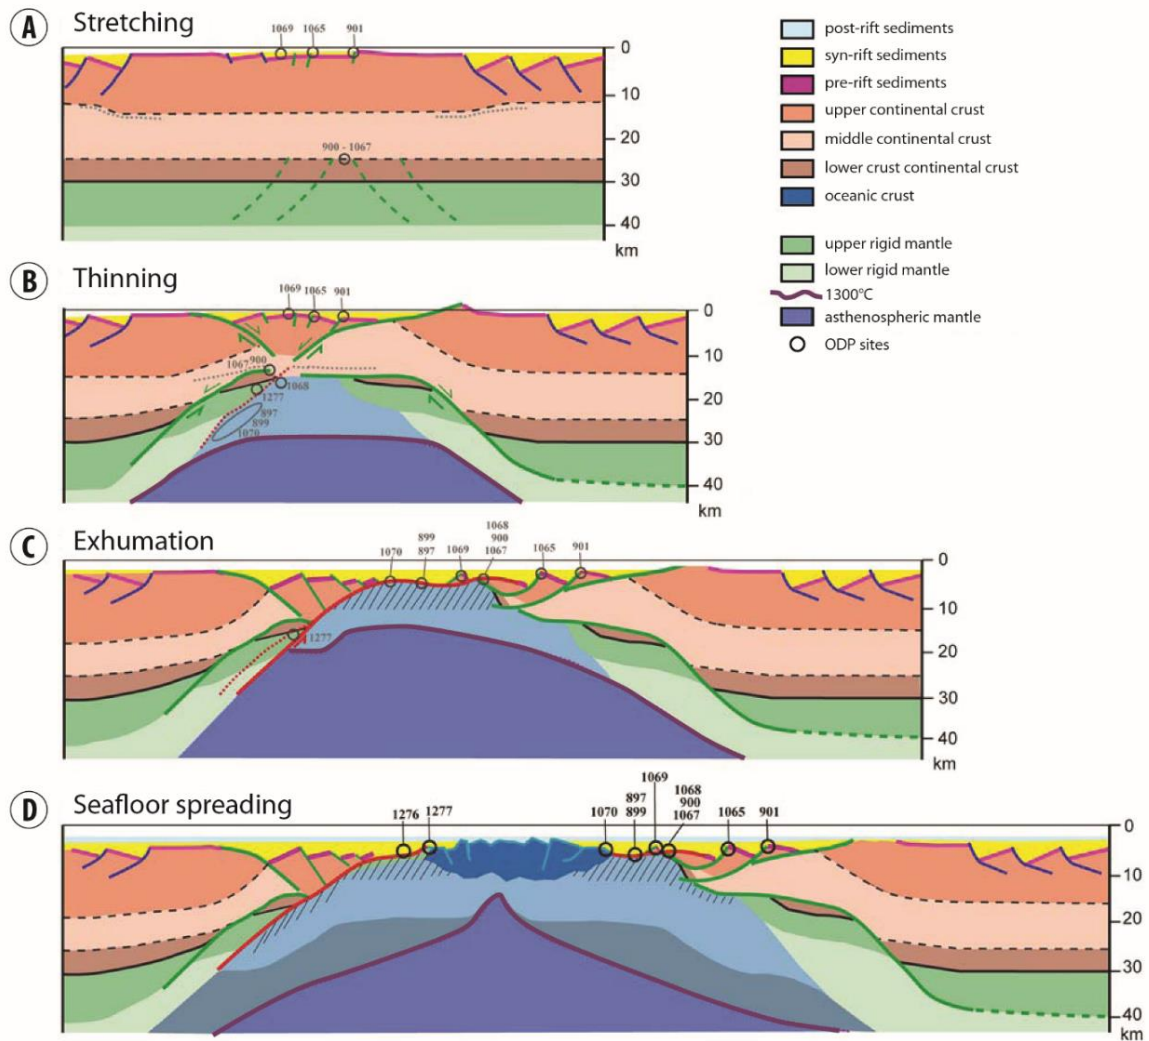 A Stretching
1069 1065 901
900 - 1067
0
10
20
30
40
km
post-rift sediments
syn-rift sediments
pre-rift sediments
upper continental crust
middle continental crust
lower crust continental crust
oceanic crust
upper rigid mantle
lower rigid mantle
1300°C
asthenospheric mantle
ODP sites
B Thinning
1069 1065 901
1067 900
1068
1277
897
899
1070
0
10
20
30
40
km
C Exhumation
1070
899
897
1069
1068
900
1067
1065
901
1277
0
10
20
30
40
km
D Seafloor spreading
1276 1277
1070
897
899
1069
1068
900
1067
1065
901
0
10
20
30
40
km